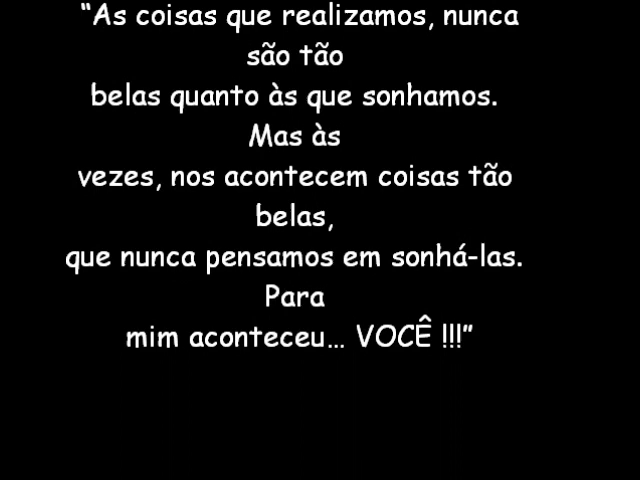 “As coisas que realizamos, nunca
são tão
belas quanto às que sonhamos.
Mas às
vezes, nos acontecem coisas tão
belas,
que nunca pensamos em sonhá-las.
Para
mim aconteceu… VOCÊ !!!”